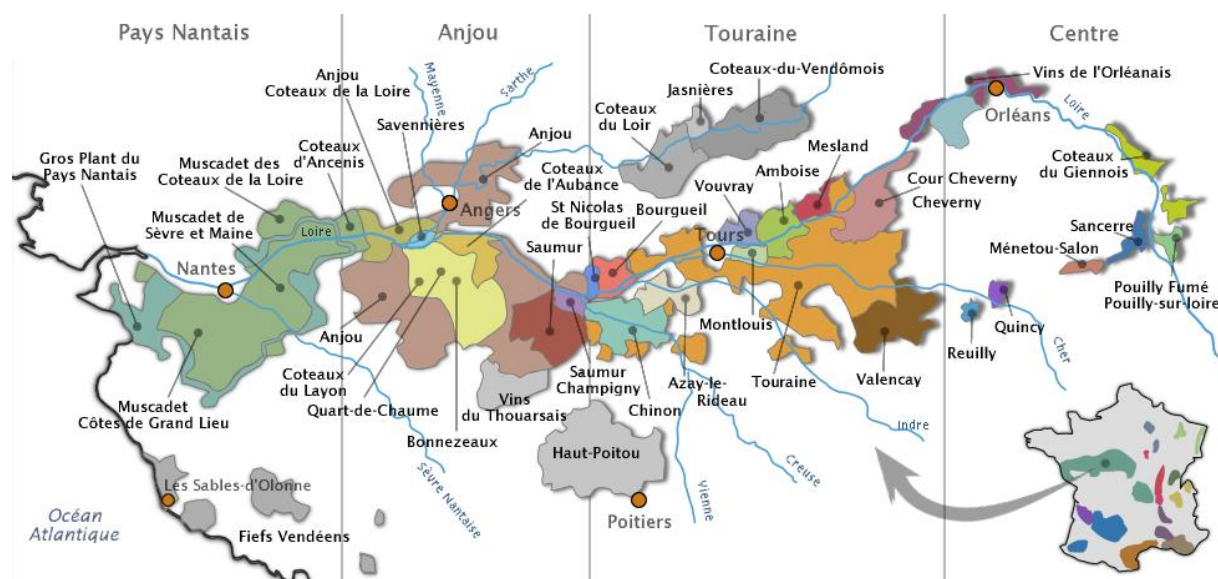 Pays Nantais
Anjou
Touraine
Centre
Gros Plant du
Pays Nantais
Muscadet des
Coteaux de la Loire
Muscadet de
Sèvre et Maine
Coteaux
d'Ancenis
Anjou
Coteaux de la Loire
Savennières
Mayenne
Sarthe
Anjou
Coteaux
de l'Aubance
Angers
Loire
Nantes
St Nicolas
de Bourgueil
Bourgueil
Saumur
Coteaux
du Loir
Jasnières
Coteaux-du-Vendômois
Vouvray
Amboise
Mesland
Tours
Cour Cheverny
Cheverny
Vins de l'Orléanais
Orléans
Loire
Coteaux
du Giennois
Sancerre
Ménetou-Salon
Pouilly Fumé
Pouilly-sur-loire
Quincy
Reuilly
Cher
Muscadet
Côtes de Grand Lieu
Anjou
Coteaux
du Layon
Quart-de-Chaume
Bonnezeaux
Vins
du Thouarsais
Saumur
Champigny
Chinon
Azay-le-
Rideau
Montlouis
Touraine
Valencay
Indre
Creuse
Vienne
Haut-Poitou
Poitiers
Sèvre Nantaise
Les Sables-d'Olonne
Fiefs Vendéens
Océan
Atlantique